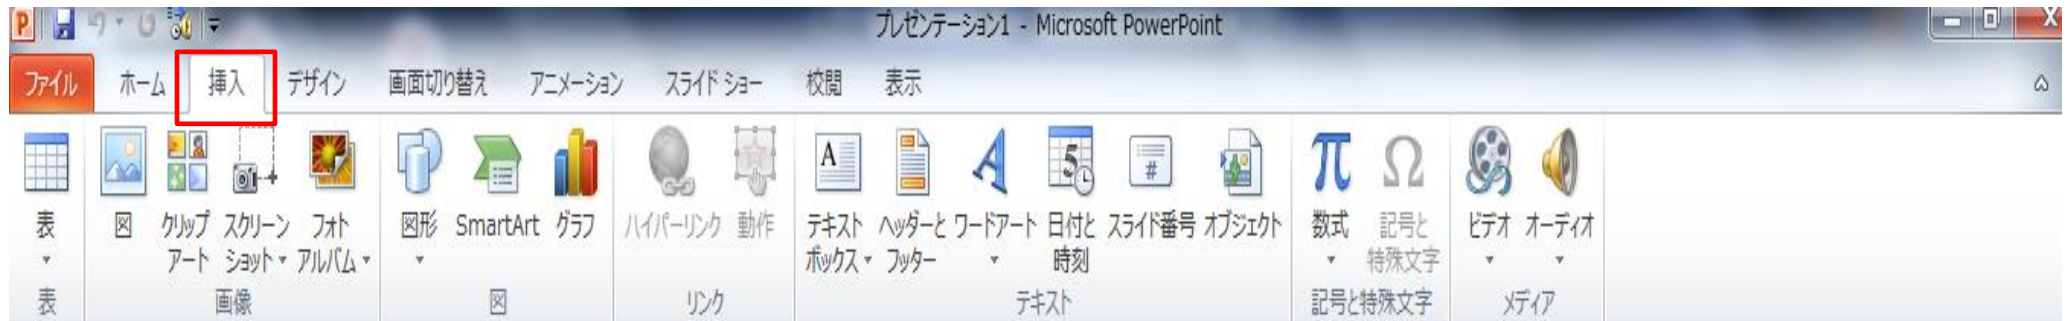 プレゼンテーション1 - Microsoft PowerPoint
ファイル ホーム 挿入 デザイン 画面切り替え アニメーション スライド ショー 校閲 表示
表 図 クリップ スクリーン フォト 図形 SmartArt グラフ ハイパーリンク 動作 テキスト ヘッダーと ワードアート 日付と スライド番号 オブジェクト 数式 記号と ビデオ オーディオ
アート ショット アルバム ボックス フッター 時刻 特殊文字
表 画像 図 リンク テキスト 記号と特殊文字 メディア